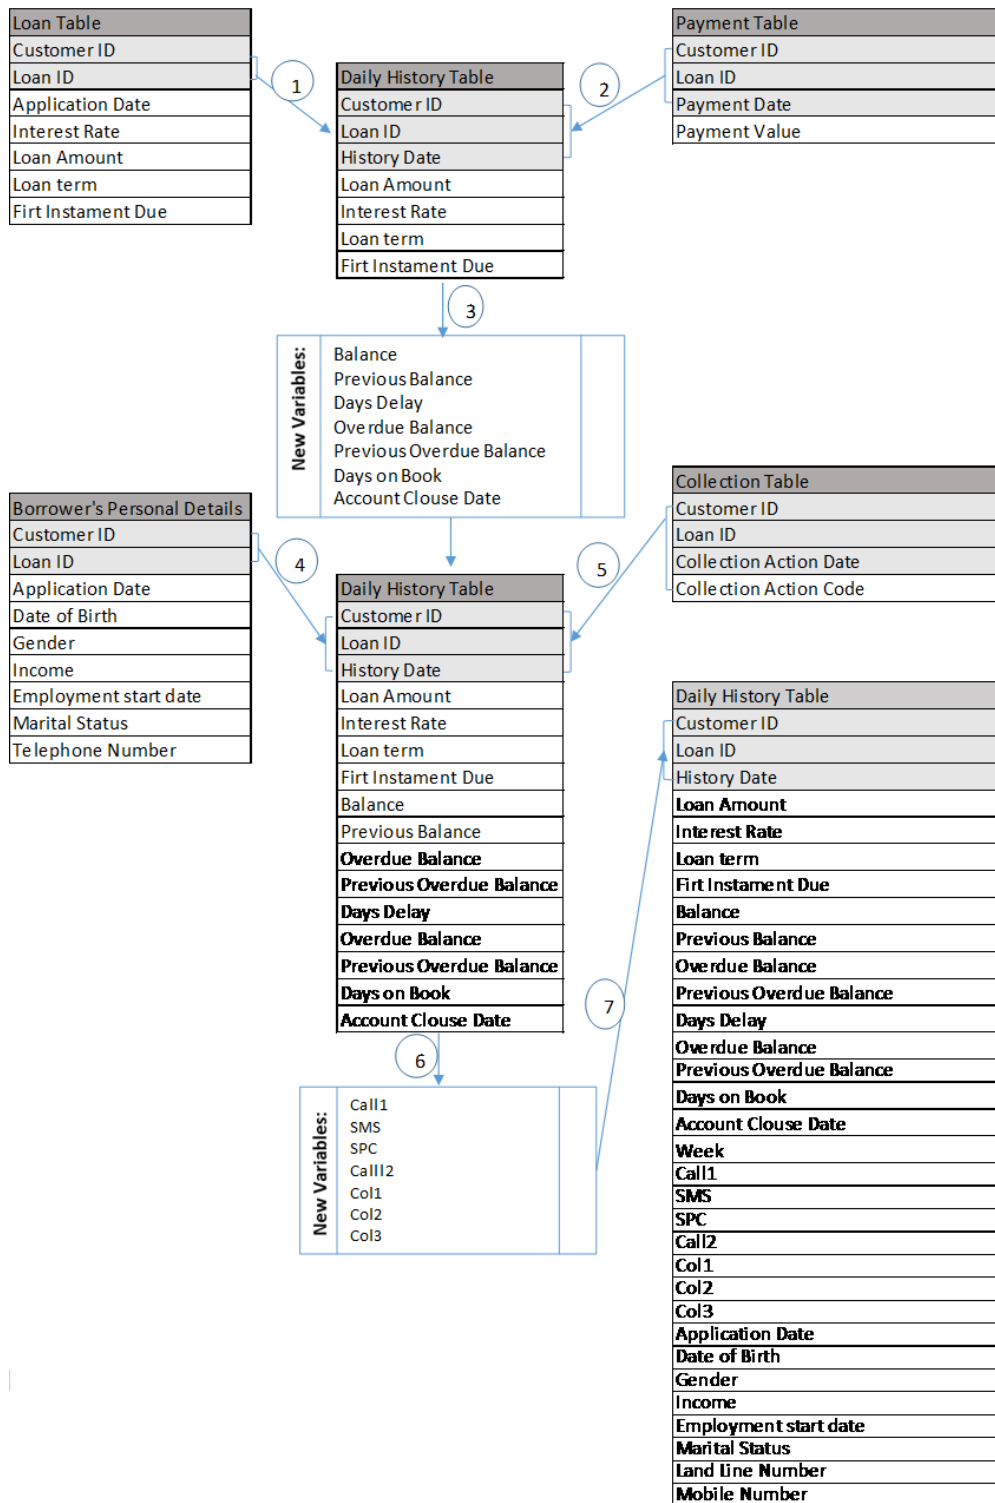 Loan Table
Customer ID
Loan ID
Application Date
Interest Rate
Loan Amount
Loan term
Firt Instament Due
1
Daily History Table
Customer ID
Loan ID
History Date
Loan Amount
Interest Rate
Loan term
Firt Instament Due
2
Payment Table
Customer ID
Loan ID
Payment Date
Payment Value
3
New Variables:
Balance
Previous Balance
Days Delay
Overdue Balance
Previous Overdue Balance
Days on Book
Account Clouse Date
Borrower's Personal Details
Customer ID
Loan ID
Application Date
Date of Birth
Gender
Income
Employment start date
Marital Status
Telephone Number
4
Daily History Table
Customer ID
Loan ID
History Date
Loan Amount
Interest Rate
Loan term
Firt Instament Due
Balance
Previous Balance
Overdue Balance
Previous Overdue Balance
Days Delay
Overdue Balance
Previous Overdue Balance
Days on Book
Account Clouse Date
5
Collection Table
Customer ID
Loan ID
Collection Action Date
Collection Action Code
6
New Variables:
Call1
SMS
SPC
Calll2
Col1
Col2
Col3
7
Daily History Table
Customer ID
Loan ID
History Date
Loan Amount
Interest Rate
Loan term
Firt Instament Due
Balance
Previous Balance
Overdue Balance
Previous Overdue Balance
Days Delay
Overdue Balance
Previous Overdue Balance
Days on Book
Account Clouse Date
Week
Call1
SMS
SPC
Call2
Col1
Col2
Col3
Application Date
Date of Birth
Gender
Income
Employment start date
Marital Status
Land Line Number
Mobile Number